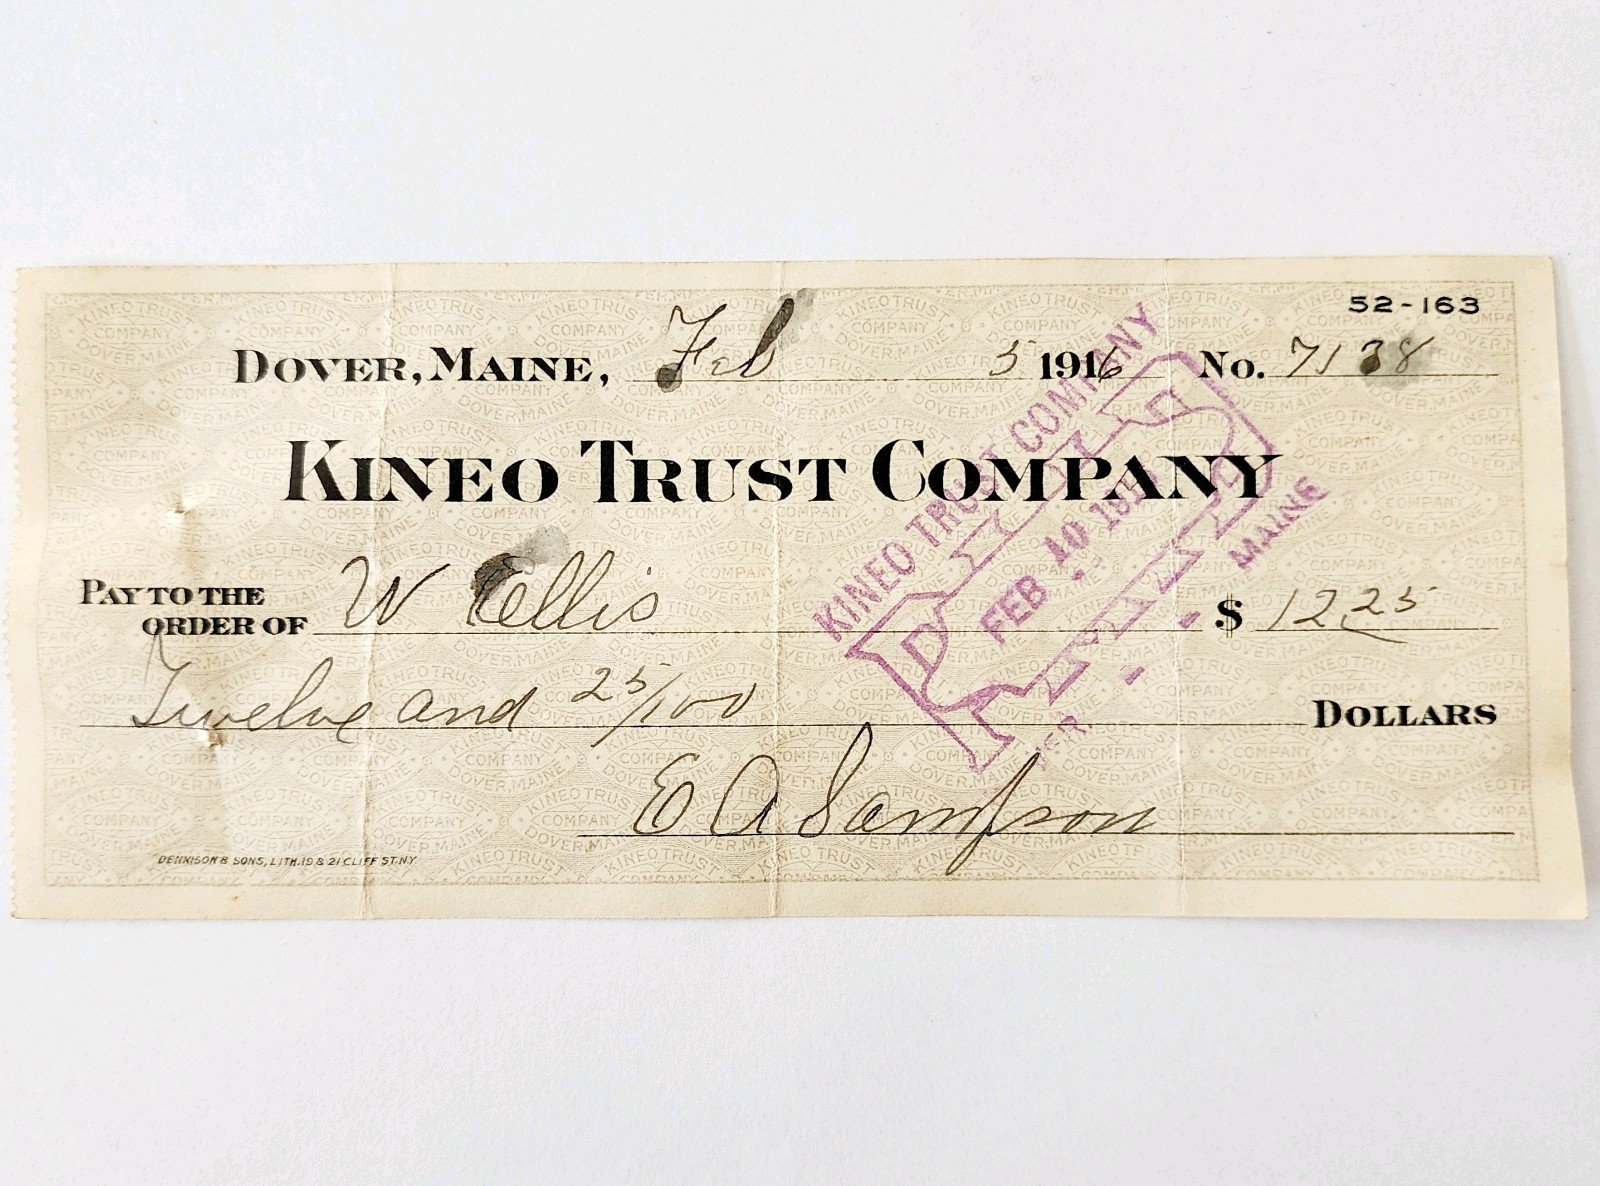 52-163
DOVER, MAINE, Feb 5 1916 No. 7138
KINEO TRUST COMPANY
PAY TO THE
ORDER OF W Ellis $ 12 25
Twelve and 25/100 DOLLARS
E A Sampson
DENNISON & SONS, LITH. 19 & 21 CLIFF ST. N.Y.
KINEO TRUST COMPANY
PAID
FEB 10 1916
MAINE
PER.